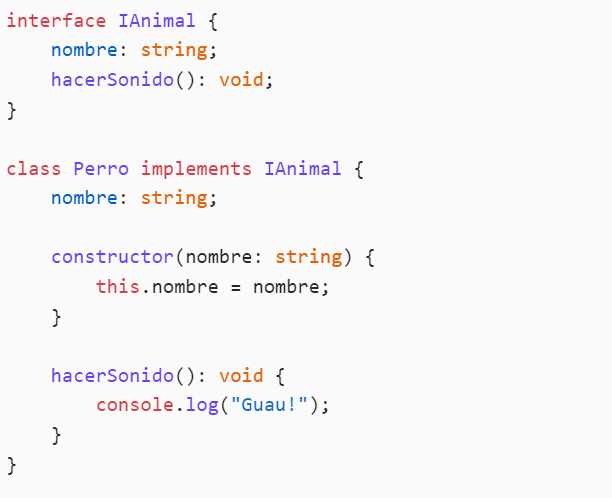 interface IAnimal {
    nombre: string;
    hacerSonido(): void;
}

class Perro implements IAnimal {
    nombre: string;

    constructor(nombre: string) {
        this.nombre = nombre;
    }

    hacerSonido(): void {
        console.log("Guau!");
    }
}